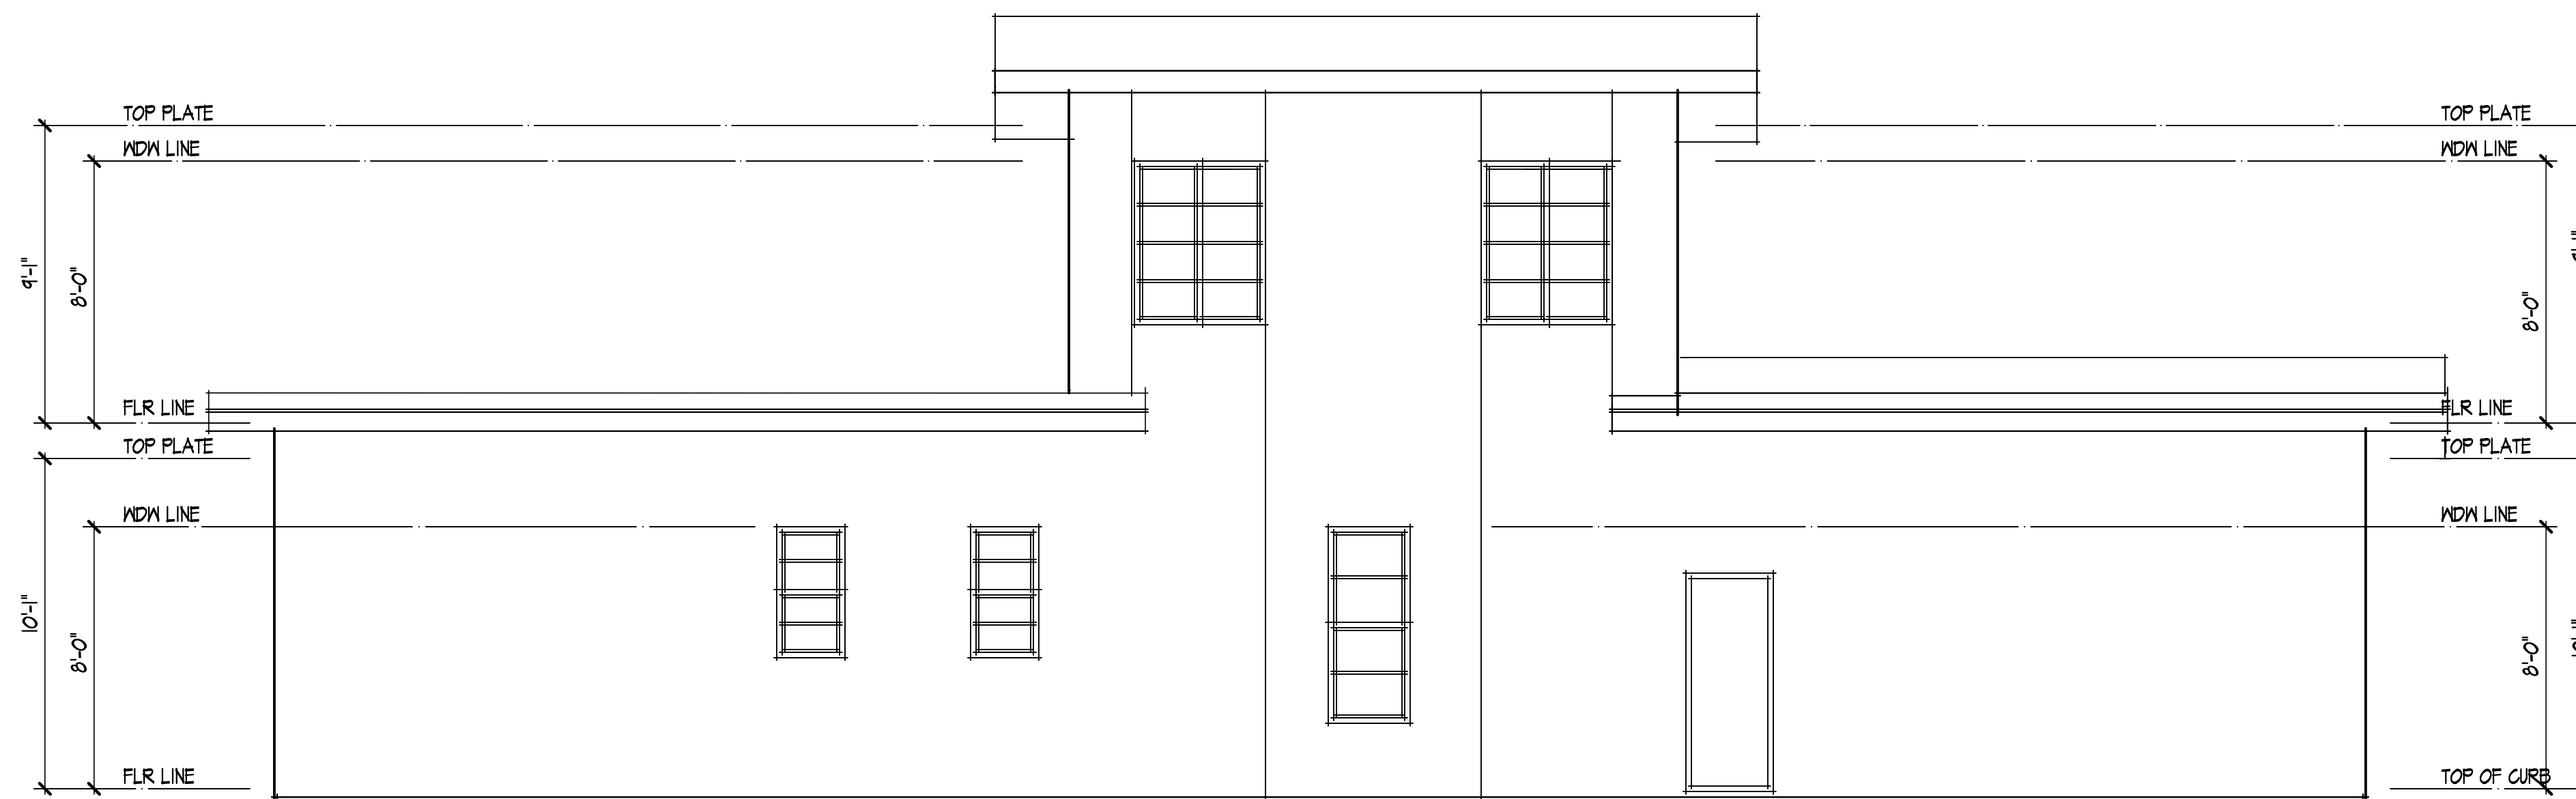 TOP PLATE TOP PLATE
WDW LINE WDW LINE
9'-1" 8'-0" 8'-0"
FLR LINE FLR LINE
TOP PLATE TOP PLATE
WDW LINE WDW LINE
10'-1" 8'-0" 8'-0"
FLR LINE TOP OF CURB